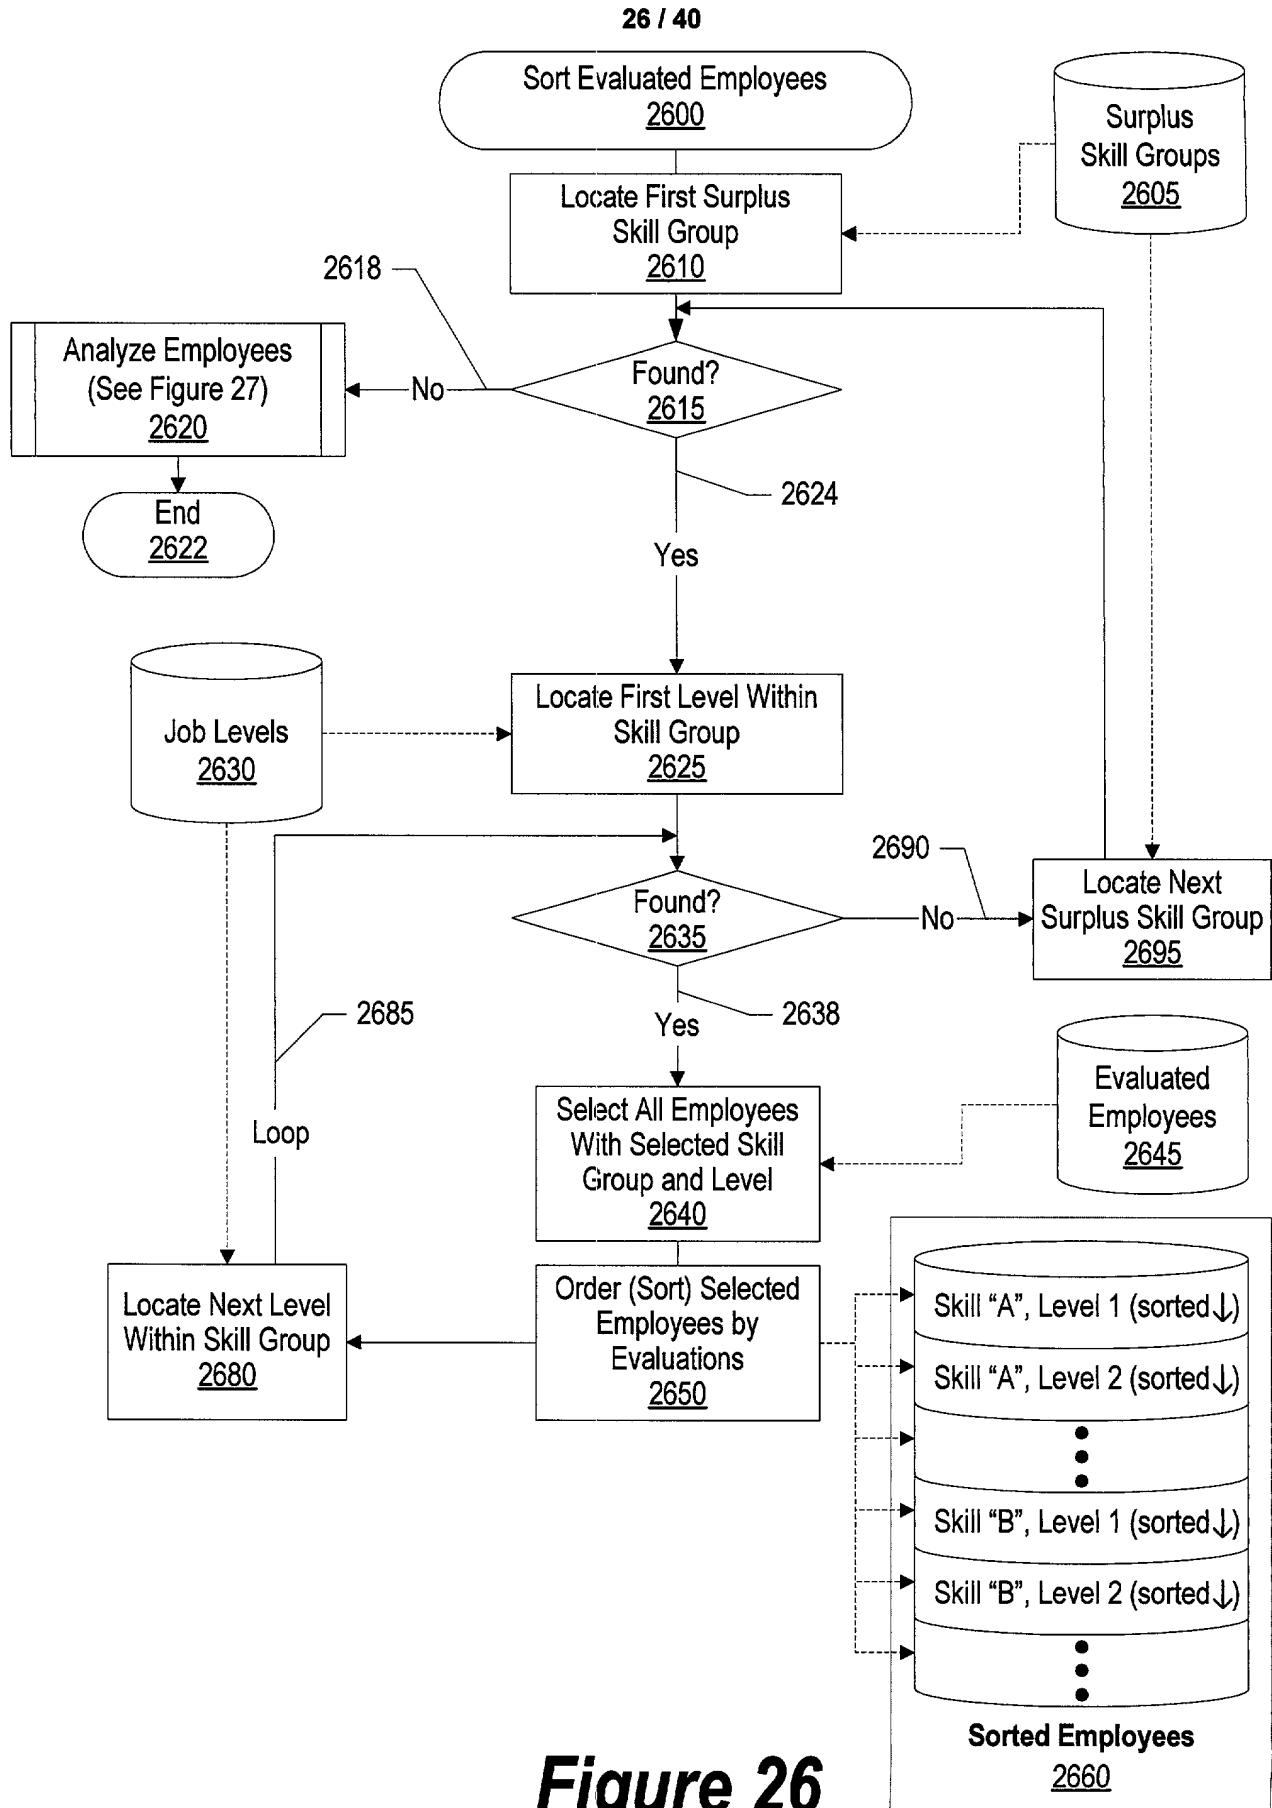 26 / 40
Sort Evaluated Employees
2600
Surplus
Skill Groups
2605
Locate First Surplus
Skill Group
2610
2618
Analyze Employees
(See Figure 27)
2620
No
Found?
2615
2624
End
2622
Yes
Job Levels
2630
Locate First Level Within
Skill Group
2625
2690
Found?
2635
No
Locate Next
Surplus Skill Group
2695
2685
2638
Yes
Loop
Select All Employees
With Selected Skill
Group and Level
2640
Evaluated
Employees
2645
Locate Next Level
Within Skill Group
2680
Order (Sort) Selected
Employees by
Evaluations
2650
Skill "A", Level 1 (sorted↓)
Skill "A", Level 2 (sorted↓)
Skill "B", Level 1 (sorted↓)
Skill "B", Level 2 (sorted↓)
Sorted Employees
2660
Figure 26